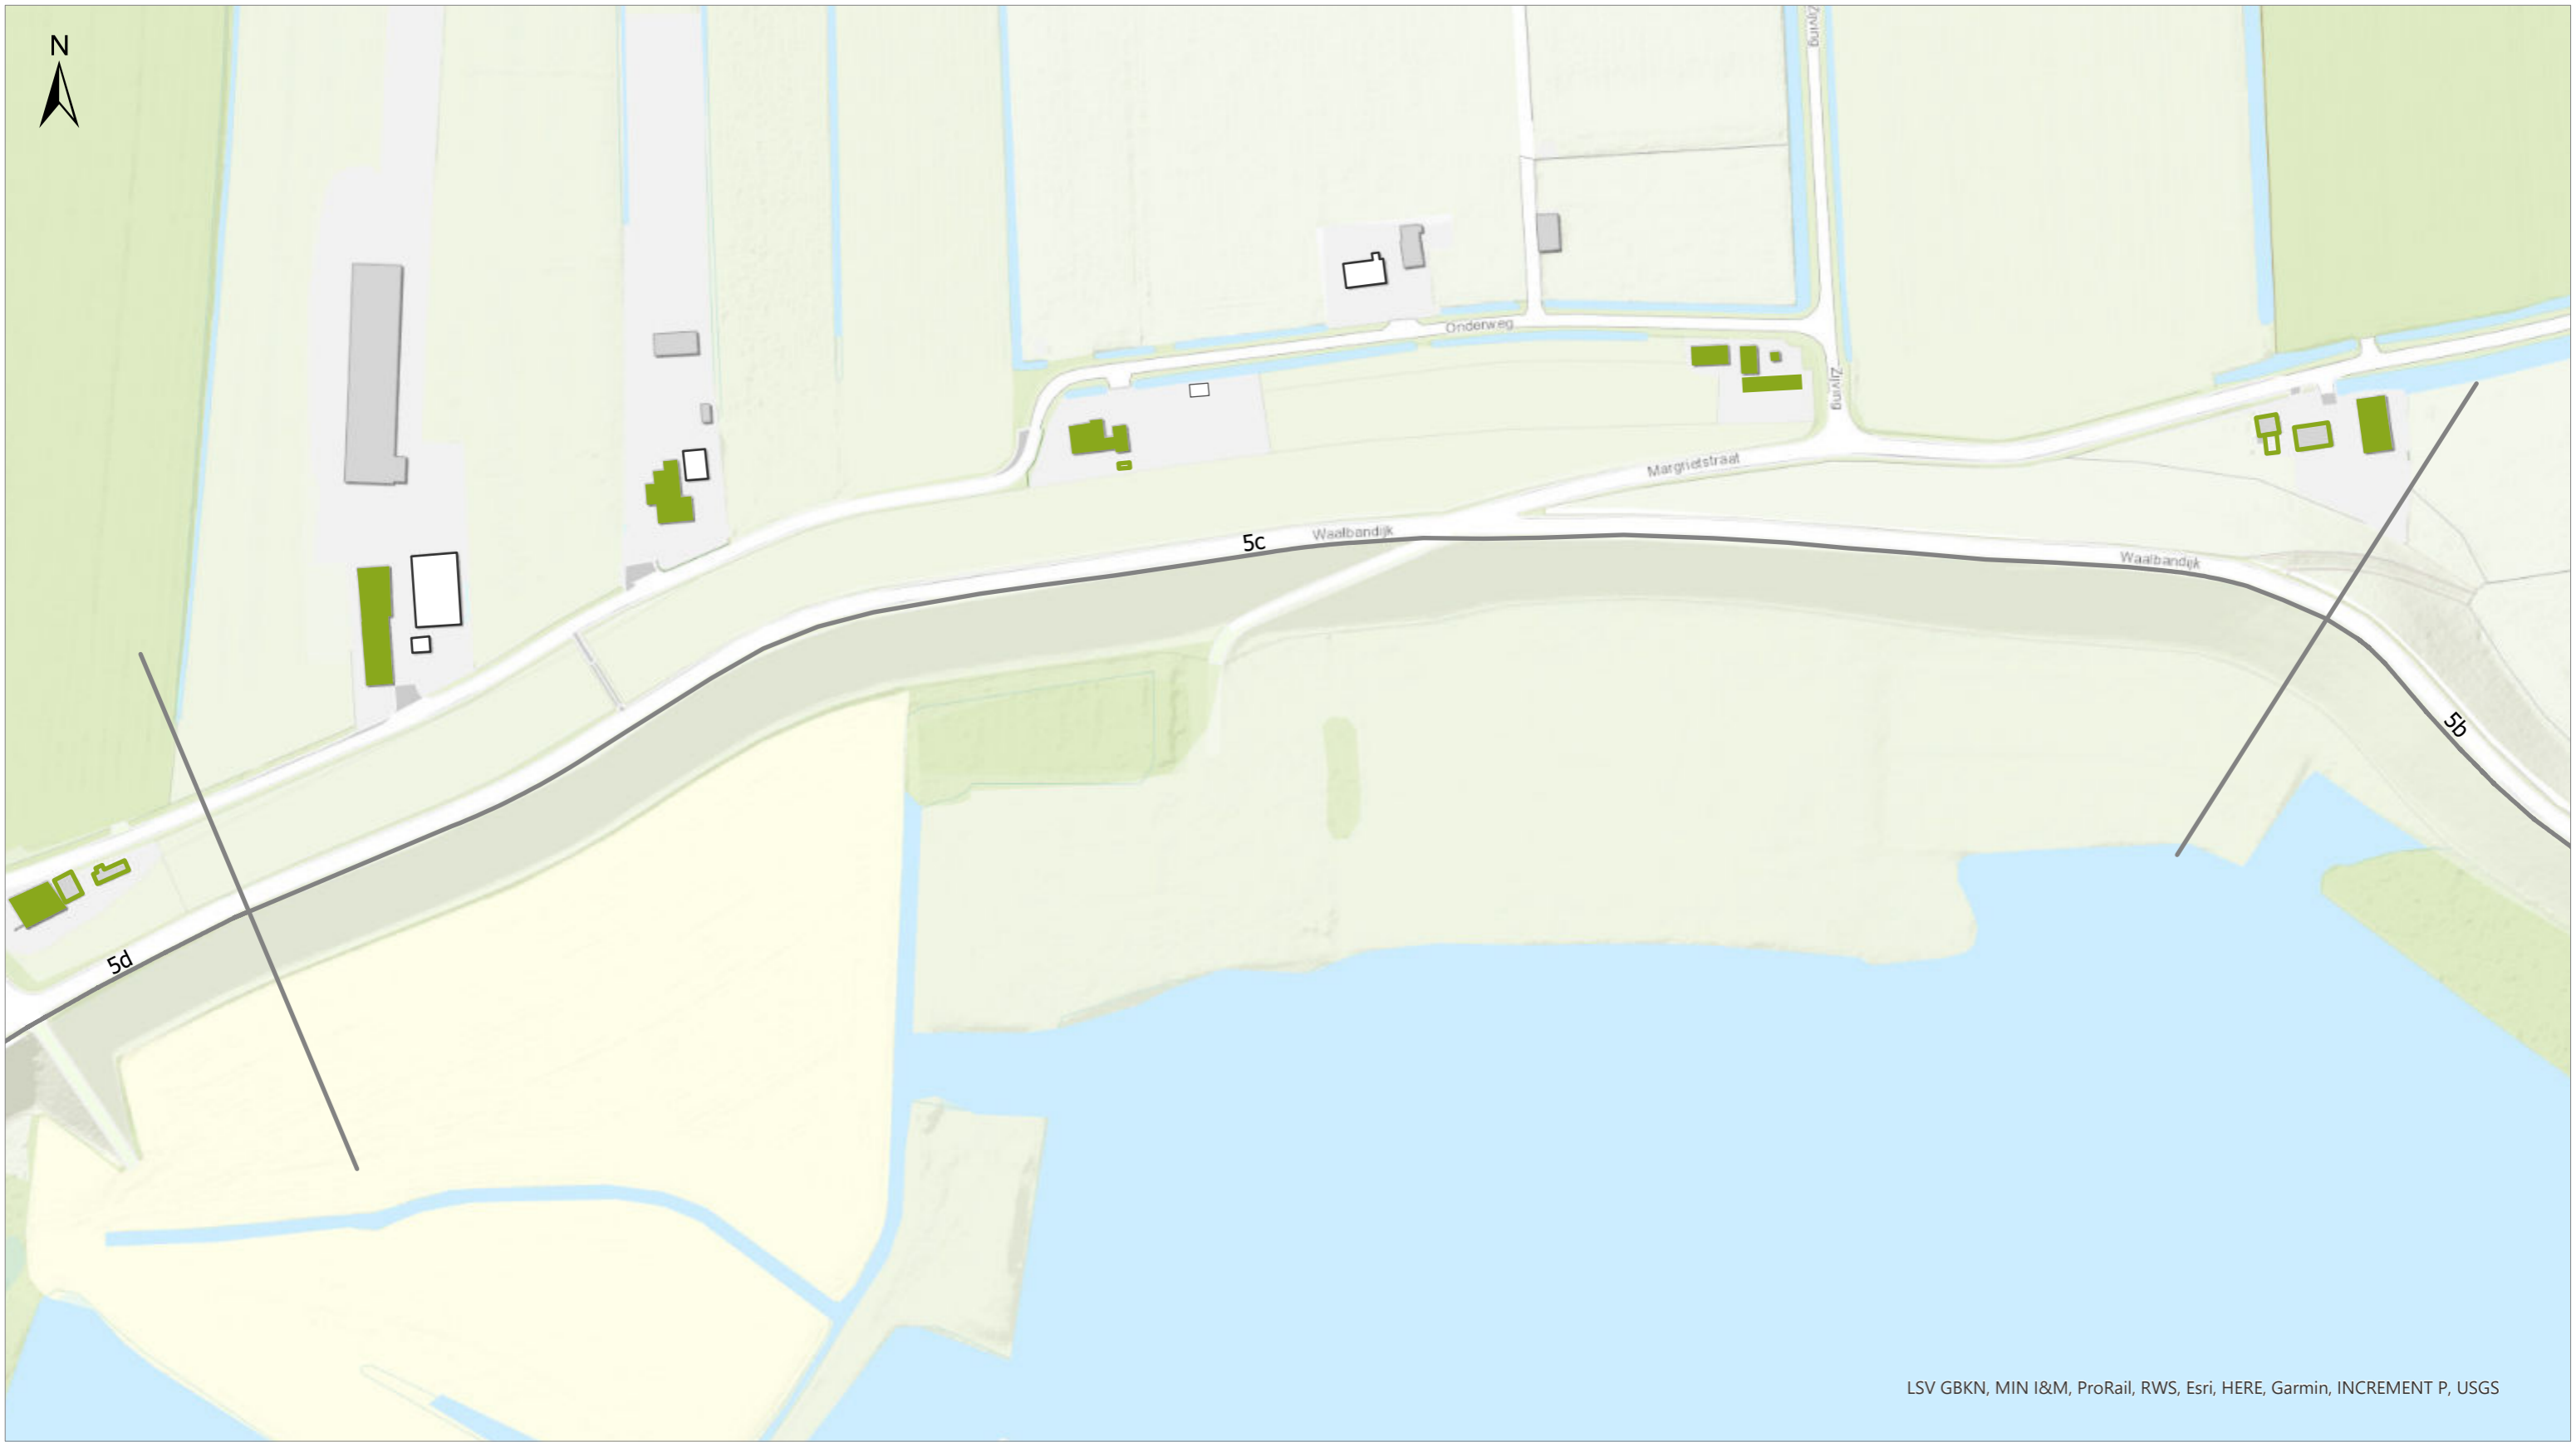 N
Zijving
Onderweg
Zijving
Margrietstraat
Waalbandijk
5c
Waalbandijk
5b
5d
LSV GBKN, MIN I&M, ProRail, RWS, Esri, HERE, Garmin, INCREMENT P, USGS